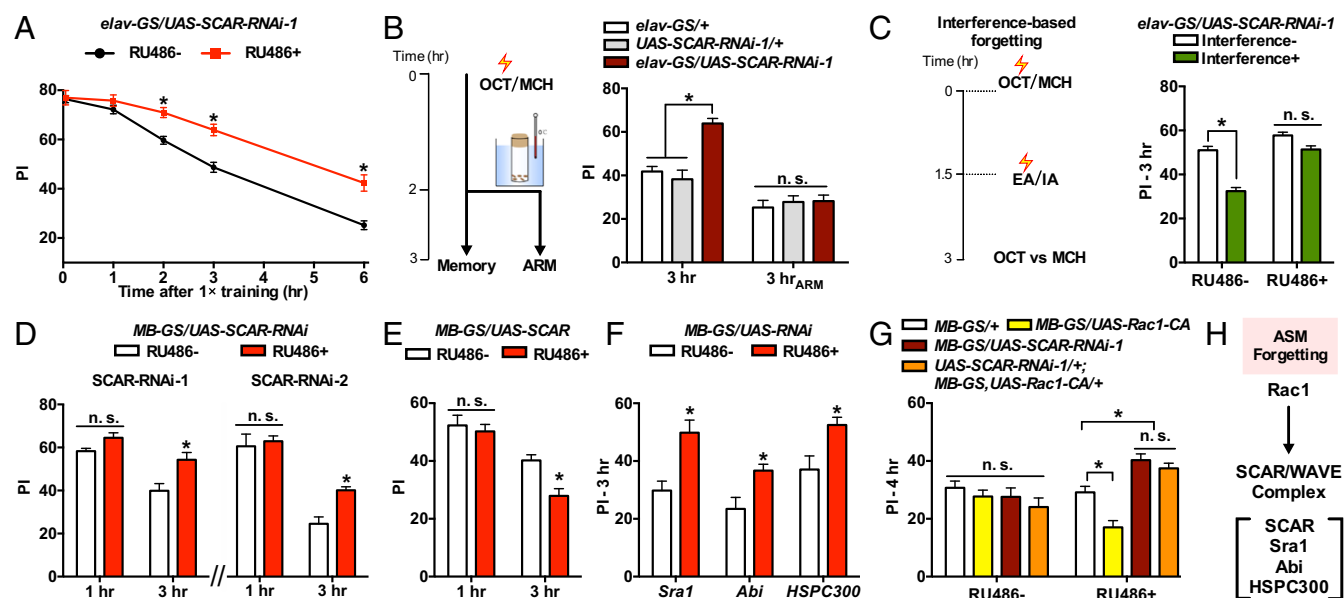 A
elav-GS/UAS-SCAR-RNAi-1
RU486-
RU486+
PI
80
60
40
20
*
*
*
0
1
2
3
4
5
6
Time after 1× training (hr)
B
Time (hr)
0
OCT/MCH
2
3
Memory
ARM
elav-GS/+
UAS-SCAR-RNAi-1/+
elav-GS/UAS-SCAR-RNAi-1
PI
80
60
40
20
0
*
n. s.
3 hr
3 hrARM
C
Interference-based
forgetting
Time (hr)
0
OCT/MCH
1.5
EA/IA
3
OCT vs MCH
elav-GS/UAS-SCAR-RNAi-1
Interference-
Interference+
PI - 3 hr
80
60
40
20
0
*
n. s.
RU486-
RU486+
D
MB-GS/UAS-SCAR-RNAi
RU486-
RU486+
SCAR-RNAi-1
SCAR-RNAi-2
PI
80
60
40
20
0
n. s.
*
n. s.
*
1 hr
3 hr
//
1 hr
3 hr
E
MB-GS/UAS-SCAR
RU486-
RU486+
PI
60
40
20
0
n. s.
*
1 hr
3 hr
F
MB-GS/UAS-RNAi
RU486-
RU486+
PI - 3 hr
60
40
20
0
*
*
*
Sra1
Abi
HSPC300
G
MB-GS/+
MB-GS/UAS-Rac1-CA
MB-GS/UAS-SCAR-RNAi-1
UAS-SCAR-RNAi-1/+;
MB-GS,UAS-Rac1-CA/+
PI - 4 hr
60
40
20
0
n. s.
*
*
n. s.
RU486-
RU486+
H
ASM
Forgetting
Rac1
SCAR/WAVE
Complex
SCAR
Sra1
Abi
HSPC300